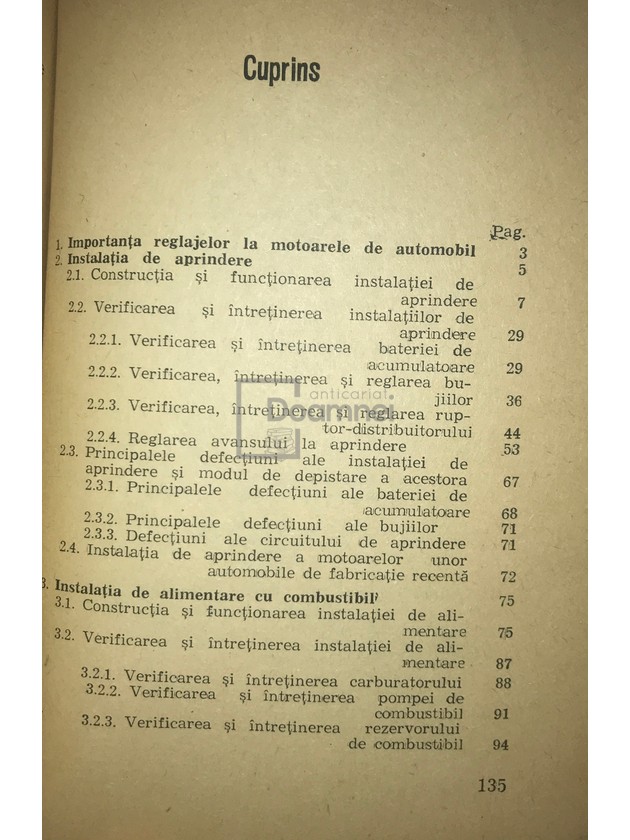 Cuprins
Pag.
1. Importanța reglajelor la motoarele de automobil 3
2. Instalația de aprindere 5
2.1. Construcția și funcționarea instalației de
aprindere 7
2.2. Verificarea și întreținerea instalațiilor de
aprindere 29
2.2.1. Verificarea și întreținerea bateriei de
acumulatoare 29
2.2.2. Verificarea, întreținerea și reglarea bu-
jiilor 36
2.2.3. Verificarea, întreținerea și reglarea rup-
tor-distribuitorului 44
2.2.4. Reglarea avansului la aprindere 53
2.3. Principalele defecțiuni ale instalației de
aprindere și modul de depistare a acestora 67
2.3.1. Principalele defecțiuni ale bateriei de
acumulatoare 68
2.3.2. Principalele defecțiuni ale bujiilor 71
2.3.3. Defecțiuni ale circuitului de aprindere 71
2.4. Instalația de aprindere a motoarelor unor
automobile de fabricație recentă 72
3. Instalația de alimentare cu combustibil 75
3.1. Construcția și funcționarea instalației de ali-
mentare 75
3.2. Verificarea și întreținerea instalației de ali-
mentare 87
3.2.1. Verificarea și întreținerea carburatorului 88
3.2.2. Verificarea și întreținerea pompei de
combustibil 91
3.2.3. Verificarea și întreținerea rezervorului
de combustibil 94
135
anticariat
Doamnei